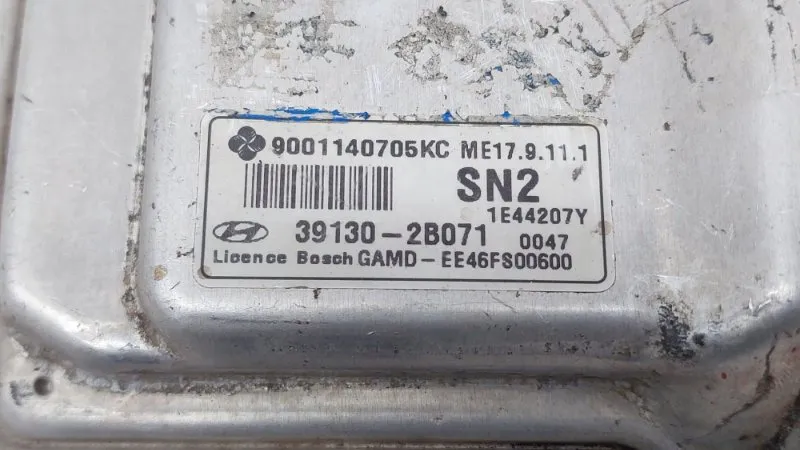 9001140705KC ME17.9.11.1
SN2
1E44207Y
39130-2B071 0047
Licence Bosch GAMD-EE46FS00600